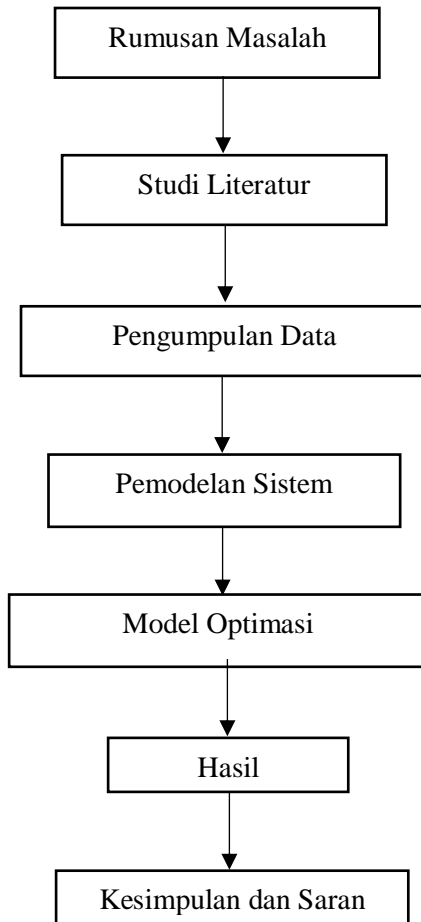 Rumusan Masalah
Studi Literatur
Pengumpulan Data
Pemodelan Sistem
Model Optimasi
Hasil
Kesimpulan dan Saran